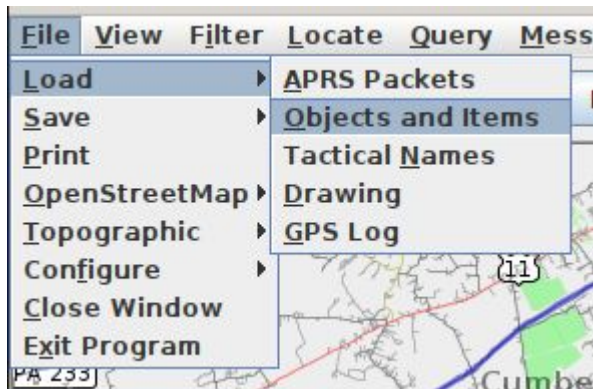 File View Filter Locate Query Mess
Load APRS Packets
Save Objects and Items
Print Tactical Names
OpenStreetMap Drawing
Topographic GPS Log
Configure 11
Close Window
Exit Program
PA 233
Cumbe